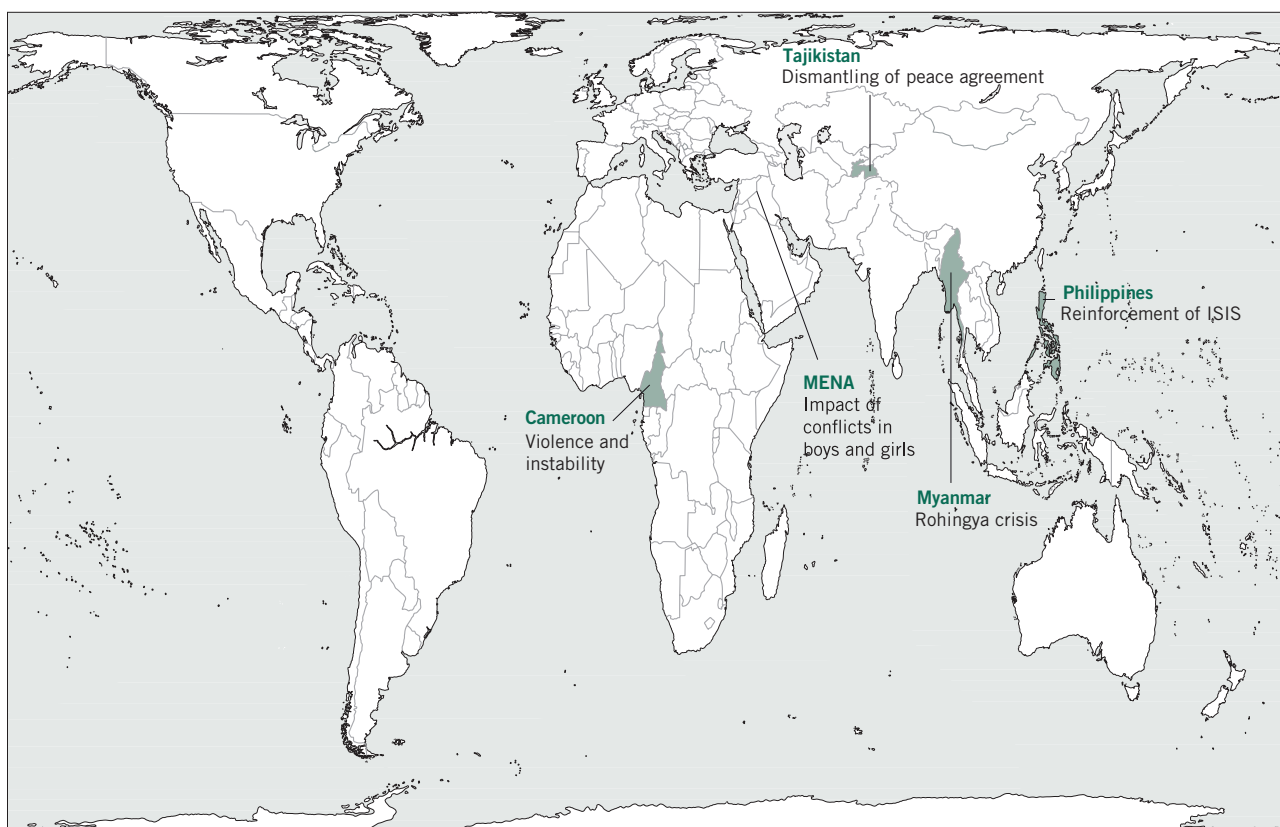 Tajikistan
Dismantling of peace agreement
Philippines
Reinforcement of ISIS
MENA
Impact of
conflicts in
boys and girls
Cameroon
Violence and
instability
Myanmar
Rohingya crisis